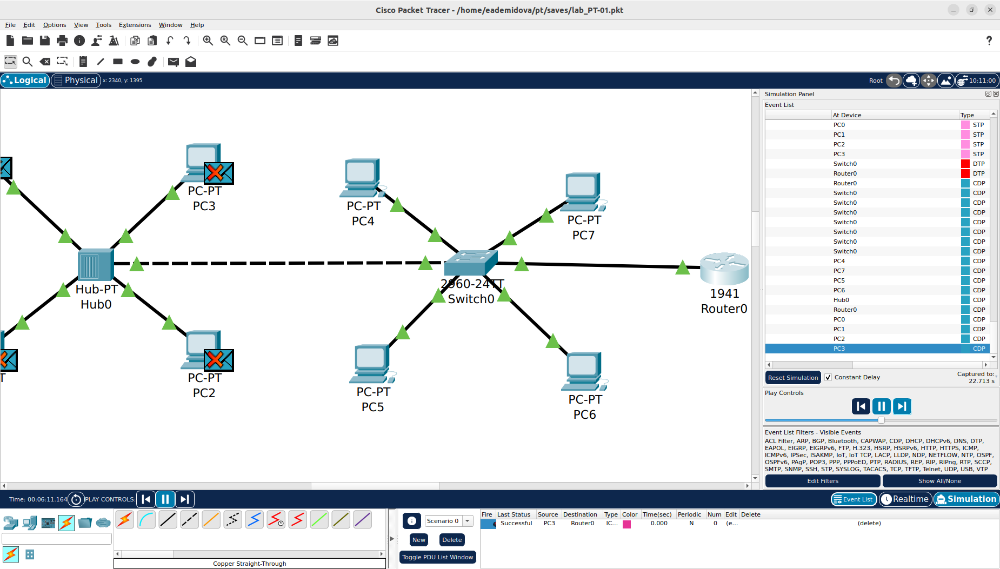 Cisco Packet Tracer - /home/eademidova/pt/saves/lab_PT-01.pkt
File Edit Options View Tools Extensions Window Help
?
Logical Physical x: 2340, y: 1395 Root 10:11:00
PC-PT
PC3
PC-PT
PC4
PC-PT
PC7
Hub-PT
Hub0
2960-24TT
Switch0
1941
Router0
T
PC-PT
PC2
PC-PT
PC5
PC-PT
PC6
Simulation Panel
Event List
At Device Type
PC0 STP
PC1 STP
PC2 STP
PC3 STP
Switch0 DTP
Router0 DTP
Router0 CDP
Switch0 CDP
Switch0 CDP
Switch0 CDP
Switch0 CDP
Switch0 CDP
Switch0 CDP
Switch0 CDP
PC4 CDP
PC7 CDP
PC5 CDP
PC6 CDP
Hub0 CDP
Router0 CDP
PC0 CDP
PC1 CDP
PC2 CDP
PC3 CDP
Reset Simulation Constant Delay Captured to:
22.713 s
Play Controls
Event List Filters - Visible Events
ACL Filter, ARP, BGP, Bluetooth, CAPWAP, CDP, DHCP, DHCPv6, DNS, DTP,
EAPOL, EIGRP, EIGRPv6, FTP, H.323, HSRP, HSRPv6, HTTP, HTTPS, ICMP,
ICMPv6, IPSec, ISAKMP, IoT, IoT TCP, LACP, LLDP, NDP, NETFLOW, NTP, OSPF,
OSPFv6, PAgP, POP3, PPP, PPPoED, PTP, RADIUS, REP, RIP, RIPng, RTP, SCCP,
SMTP, SNMP, SSH, STP, SYSLOG, TACACS, TCP, TFTP, Telnet, UDP, USB, VTP
Edit Filters Show All/None
Time: 00:06:11.164 PLAY CONTROLS: Event List Realtime Simulation
Copper Straight-Through
Scenario 0
New Delete
Toggle PDU List Window
Fire Last Status Source Destination Type Color Time(sec) Periodic Num Edit Delete
Successful PC3 Router0 IC... 0.000 N 0 (e... (delete)